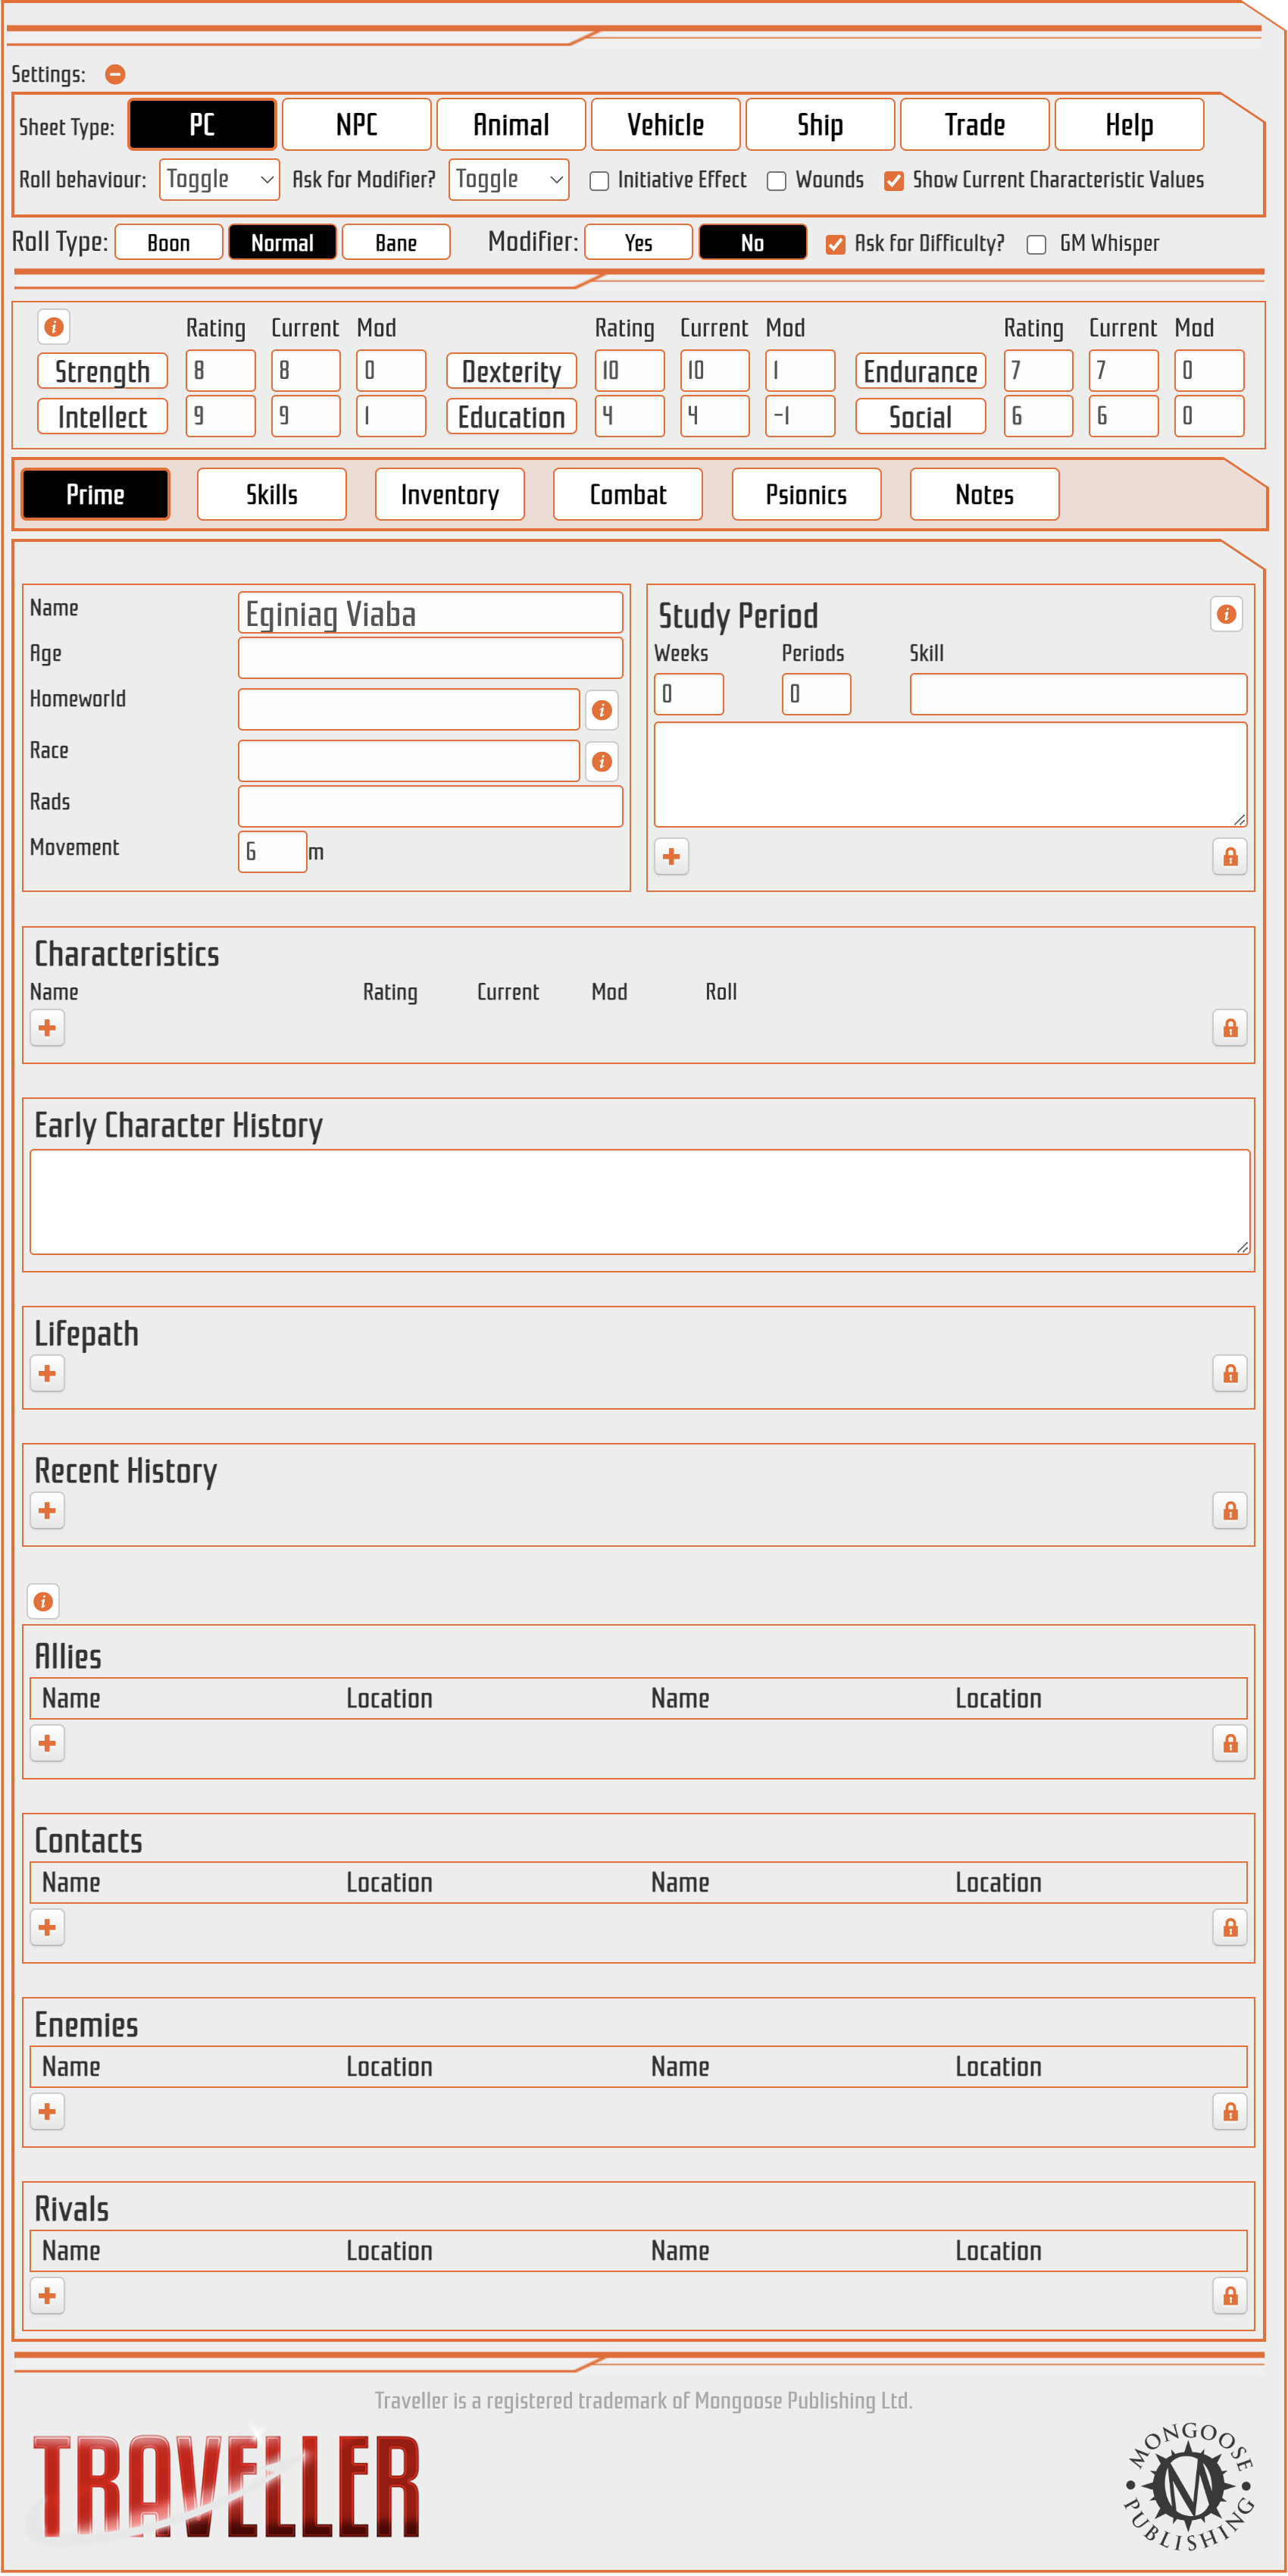 Settings:
Sheet Type: PC NPC Animal Vehicle Ship Trade Help
Roll behaviour: Toggle Ask for Modifier? Toggle Initiative Effect Wounds Show Current Characteristic Values
Roll Type: Boon Normal Bane Modifier: Yes No Ask for Difficulty? GM Whisper
Rating Current Mod Rating Current Mod Rating Current Mod
Strength 8 8 0 Dexterity 10 10 1 Endurance 7 7 0
Intellect 9 9 1 Education 4 4 -1 Social 6 6 0
Prime Skills Inventory Combat Psionics Notes
Name Eginiag Viaba
Age
Homeworld
Race
Rads
Movement 6 m
Study Period
Weeks Periods Skill
0 0
Characteristics
Name Rating Current Mod Roll
Early Character History
Lifepath
Recent History
Allies
Name Location Name Location
Contacts
Name Location Name Location
Enemies
Name Location Name Location
Rivals
Name Location Name Location
Traveller is a registered trademark of Mongoose Publishing Ltd.
TRAVELLER
MONGOOSE
M
PUBLISHING